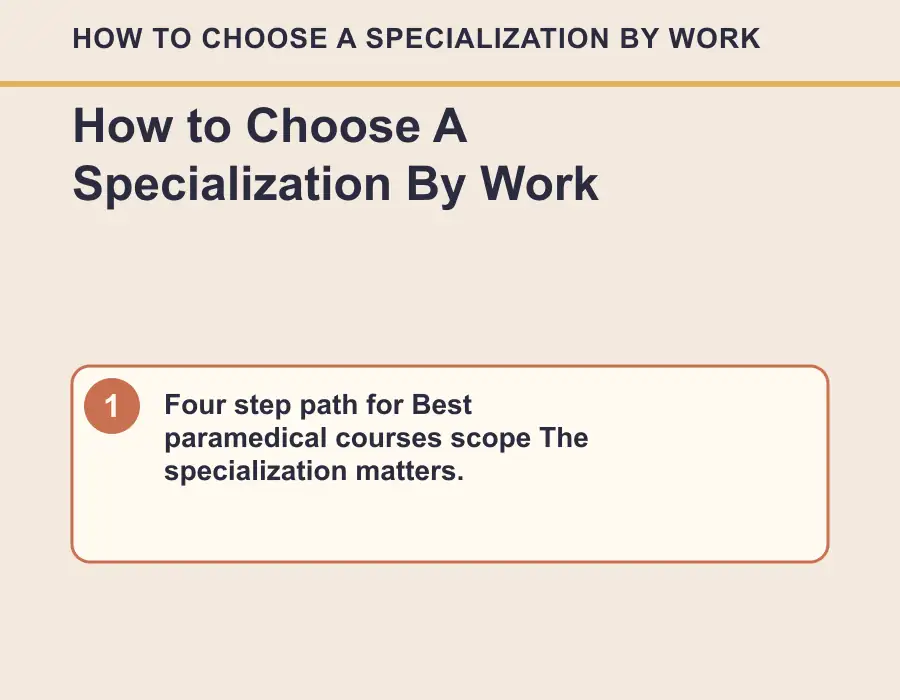 HOW TO CHOOSE A SPECIALIZATION BY WORK
How to Choose A
Specialization By Work
1
Four step path for Best
paramedical courses scope The
specialization matters.